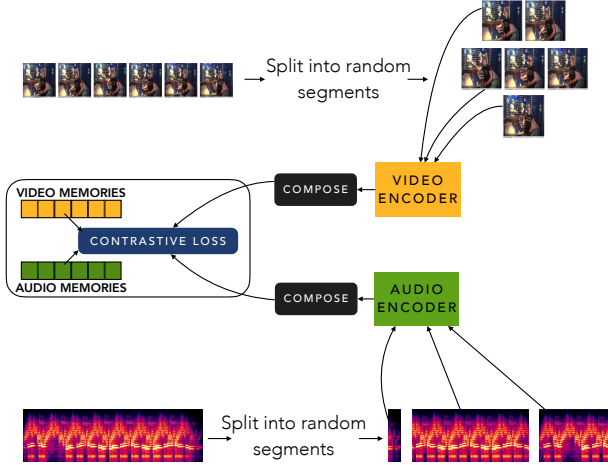 Split into random
segments
VIDEO
ENCODER
COMPOSE
VIDEO MEMORIES
CONTRASTIVE LOSS
AUDIO MEMORIES
COMPOSE
AUDIO
ENCODER
Split into random
segments